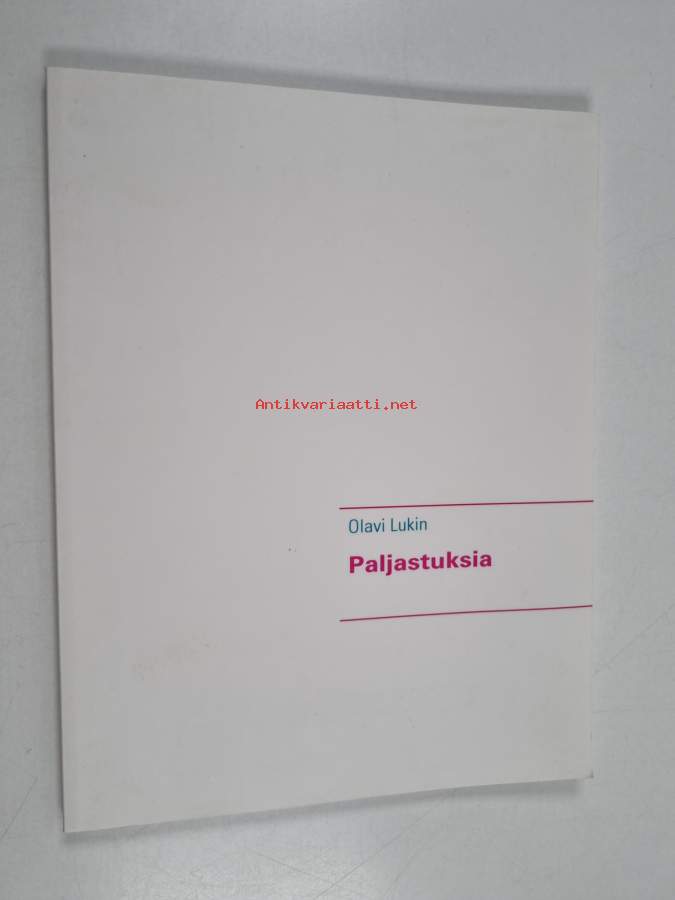 Antikvariaatti.net
Olavi Lukin
Paljastuksia